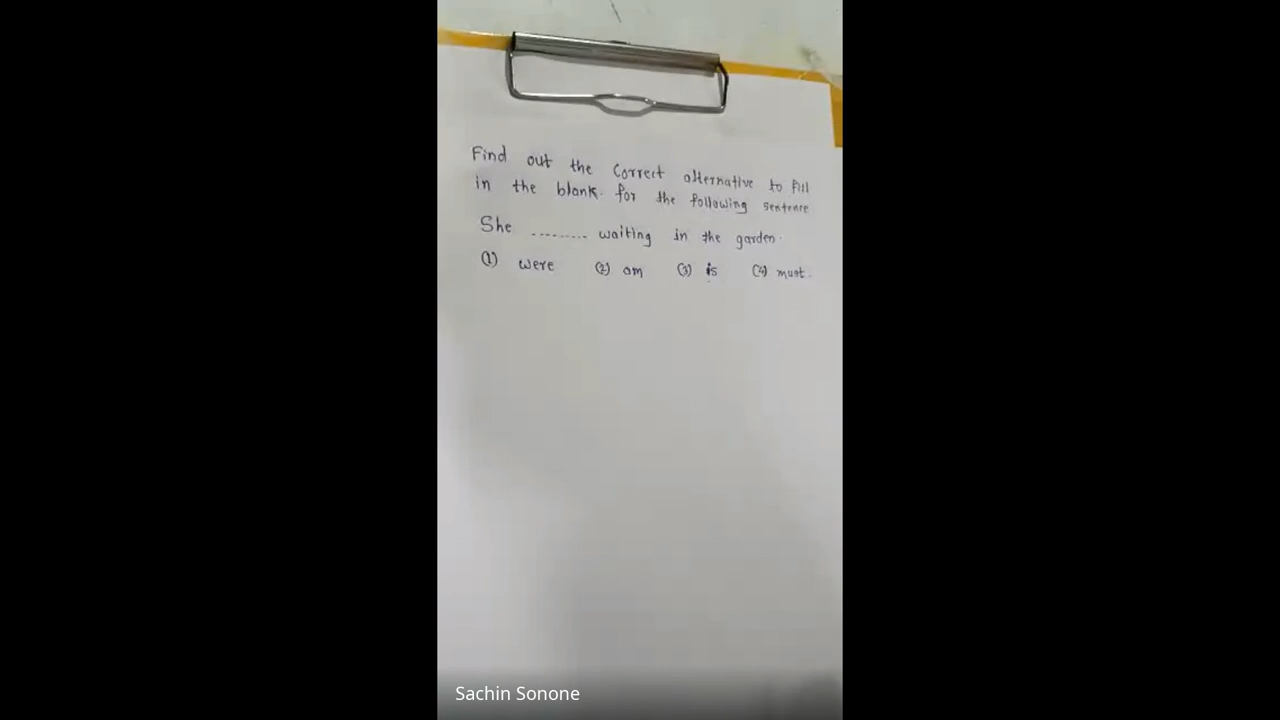 Find out the correct alternative to fill
in the blank. for the following sentence
She ......... waiting in the garden.
(1) were (2) am (3) is (4) must.
Sachin Sonone